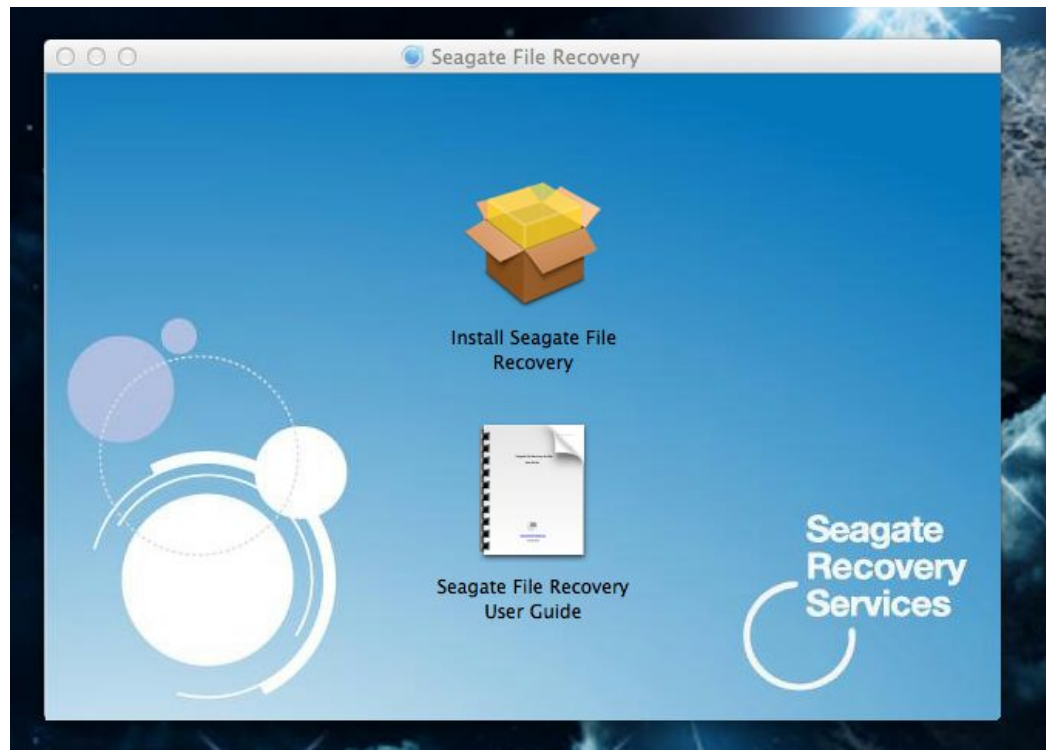 Seagate File Recovery
Install Seagate File
Recovery
Seagate File Recovery
User Guide
Seagate
Recovery
Services